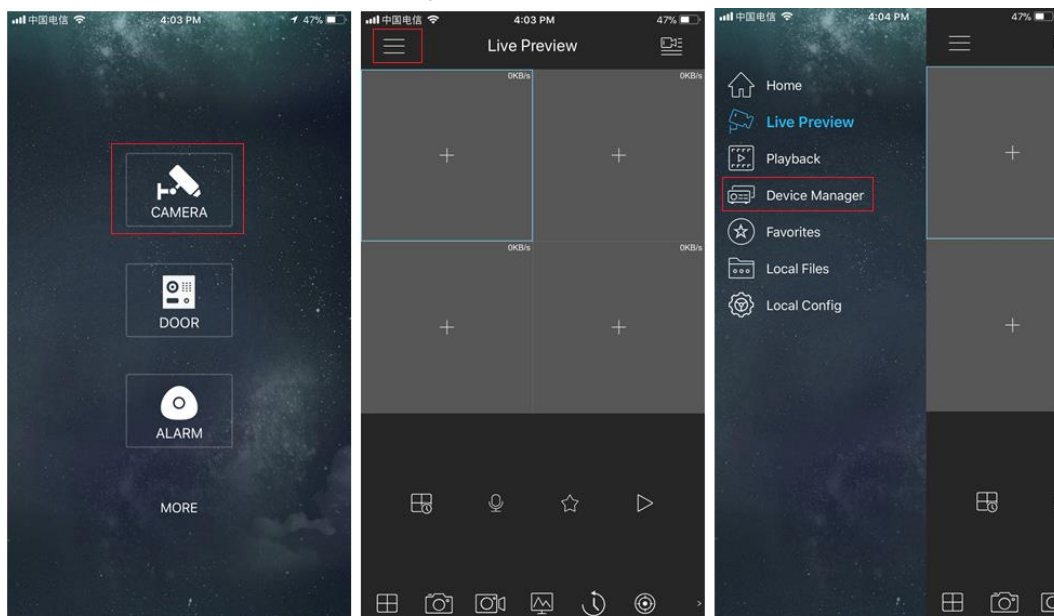 中国电信 4:03 PM 47%
CAMERA
DOOR
ALARM
MORE
中国电信 4:03 PM 47%
Live Preview
0KB/s 0KB/s
0KB/s 0KB/s
中国电信 4:04 PM 47%
Home
Live Preview
Playback
Device Manager
Favorites
Local Files
Local Config